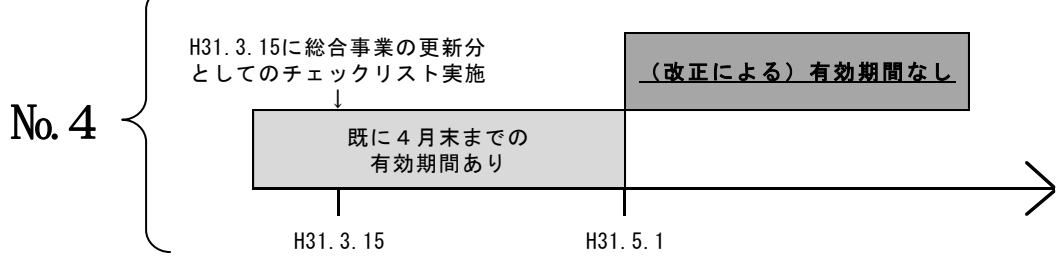 H31.3.15に総合事業の更新分
としてのチェックリスト実施
↓
（改正による）有効期間なし
№.4
既に４月末までの
有効期間あり
H31.3.15
H31.5.1